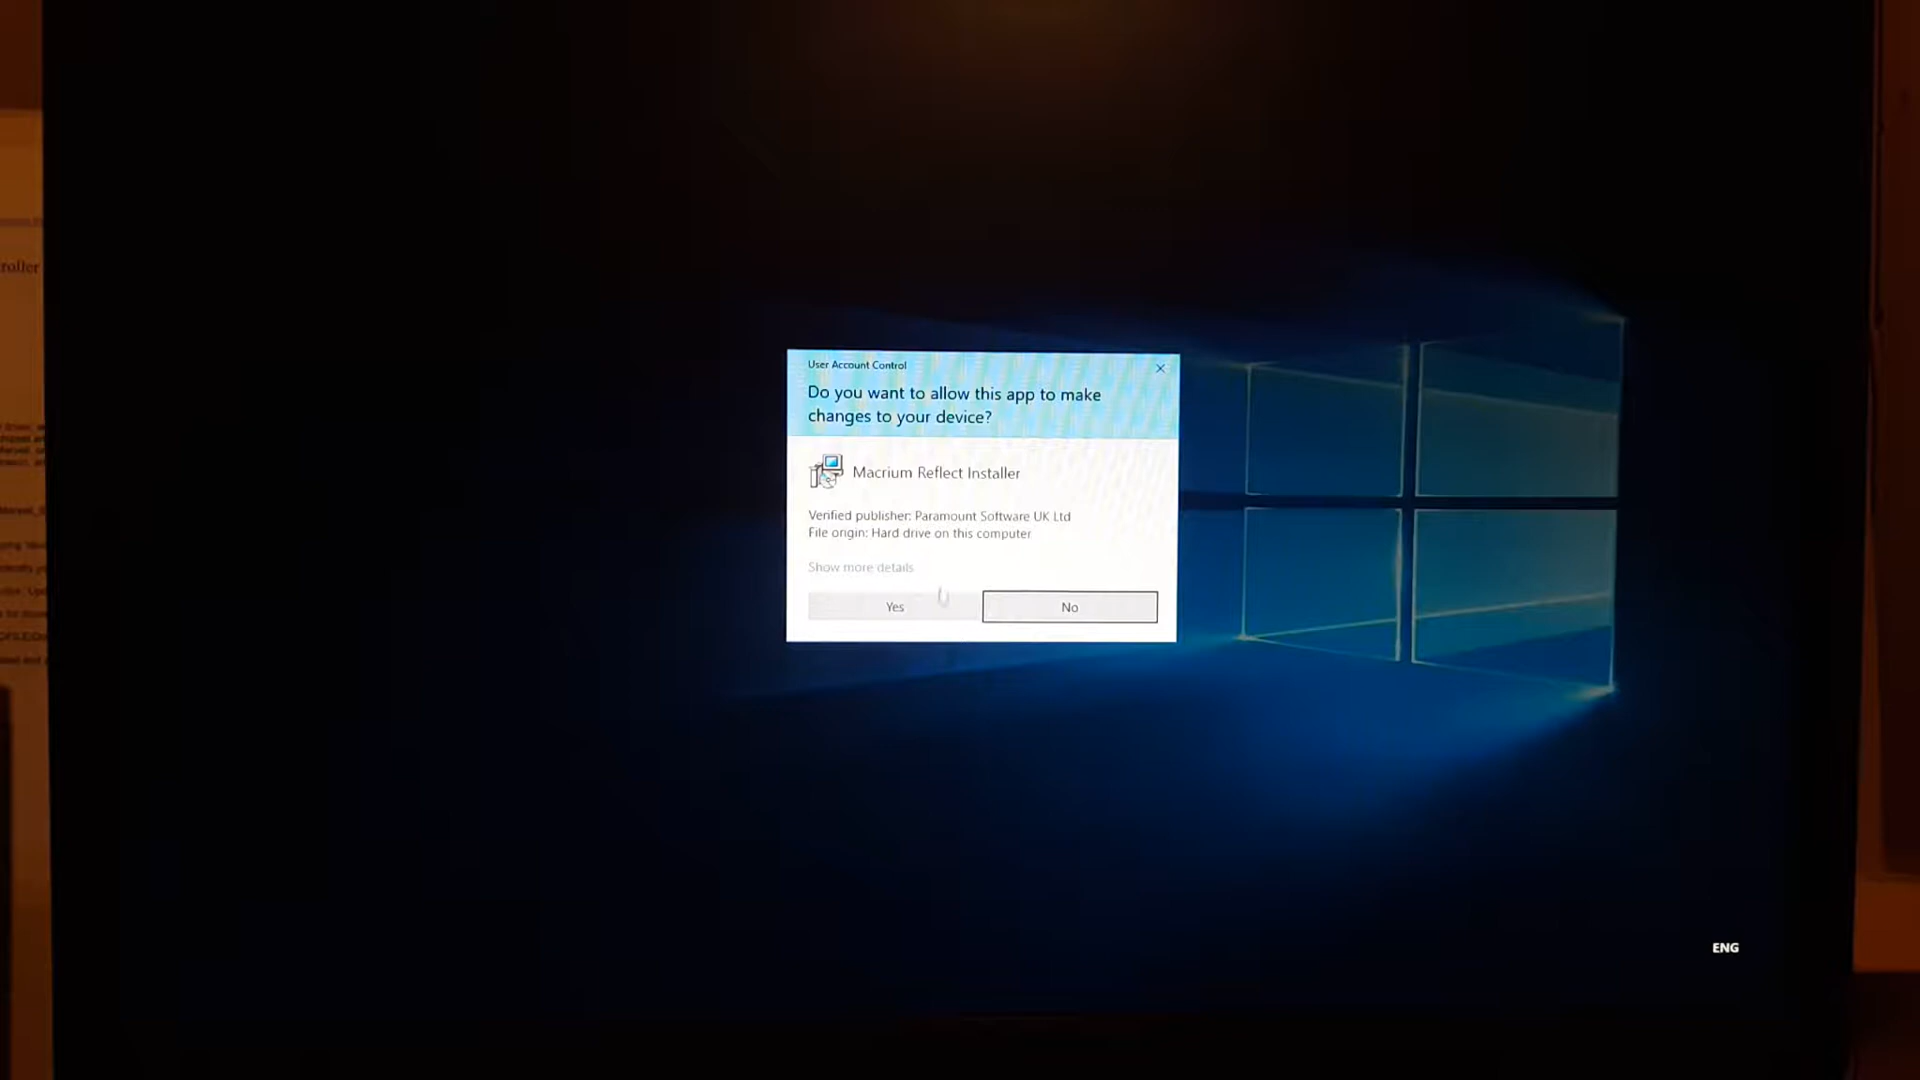 User Account Control
Do you want to allow this app to make
changes to your device?
Macrium Reflect Installer
Verified publisher: Paramount Software UK Ltd
File origin: Hard drive on this computer
Show more details
Yes
No
roller
ENG